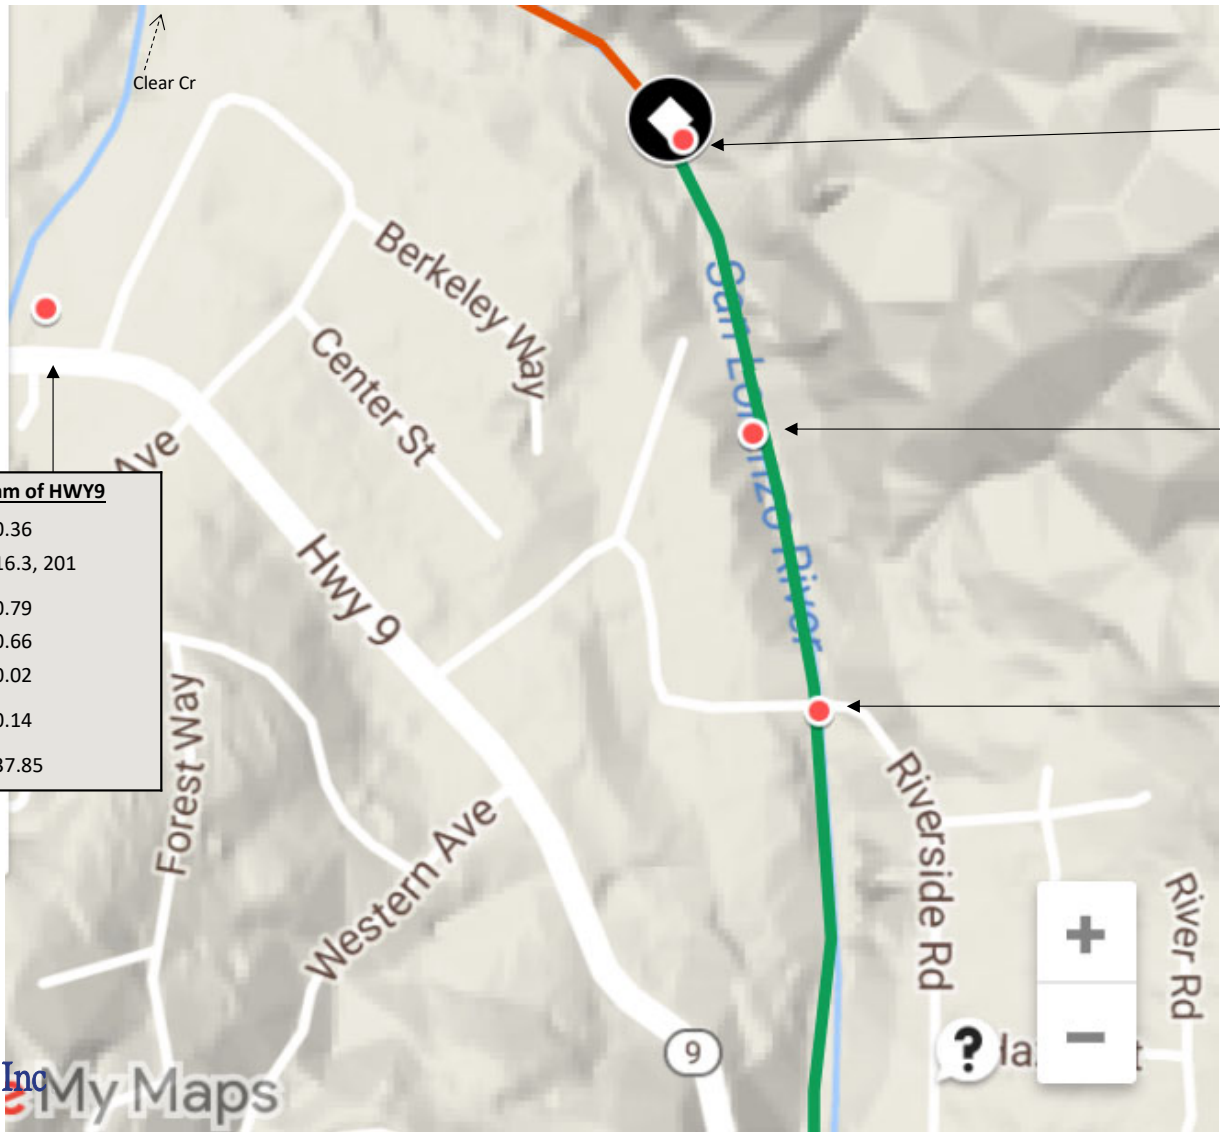 Clear Cr
Berkeley Way
Center St
San Lorenzo River
Ave
am of HWY9
0.36
16.3, 201
0.79
0.66
0.02
0.14
37.85
Hwy 9
Forest Way
Western Ave
Riverside Rd
River Rd
9
+
−
?
Haz
t
Inc
e My Maps